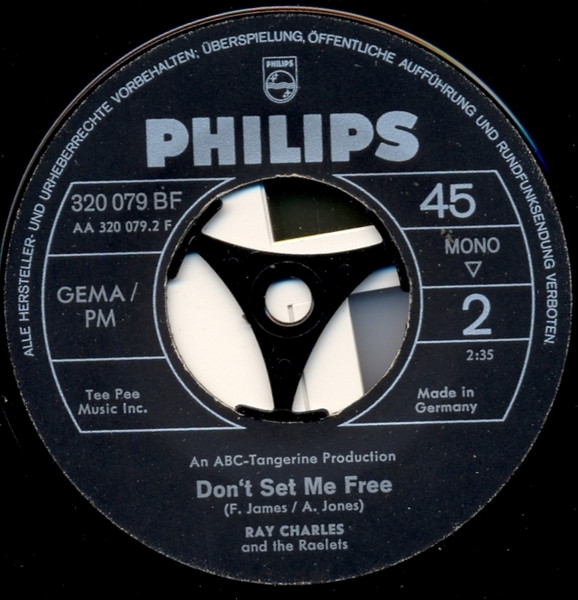 ALLE HERSTELLER- UND URHEBERRECHTE VORBEHALTEN; ÜBERSPIELUNG, ÖFFENTLICHE AUFFÜHRUNG UND RUNDFUNKSENDUNG VERBOTEN.
PHILIPS
PHILIPS
320 079 BF
AA 320 079.2 F
45
MONO
GEMA /
PM
2
2:35
Tee Pee
Music Inc.
Made in
Germany
An ABC-Tangerine Production
Don't Set Me Free
(F. James / A. Jones)
RAY CHARLES
and the Raelets